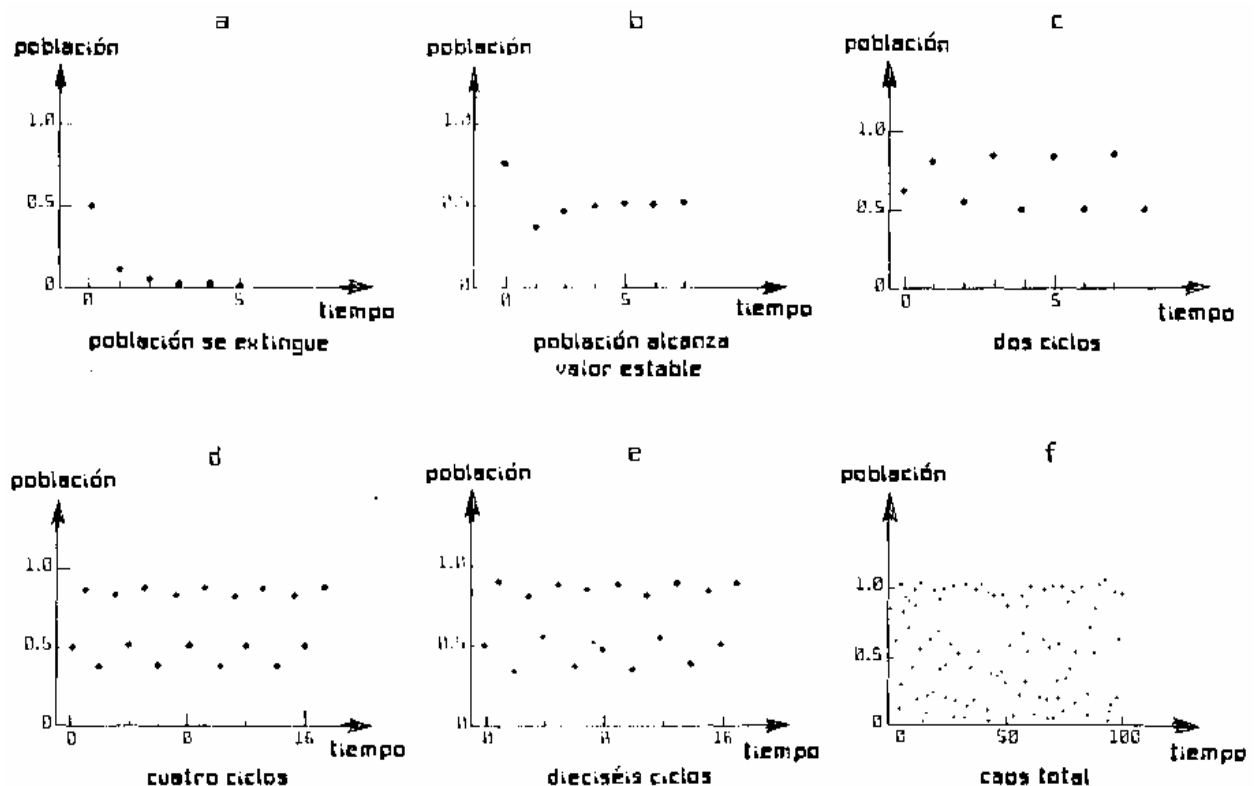 a
población
1.0
0.5
0
0
5
tiempo
población se extingue
b
población
1.0
0
5
tiempo
población alcanza
valor estable
c
población
1.0
0.5
0
0
5
tiempo
dos ciclos
d
población
1.0
0.5
0
0
16
tiempo
cuatro ciclos
e
población
1.0
0.5
tiempo
dieciséis ciclos
f
población
1.0
0.5
0
0
50
100
tiempo
caos total